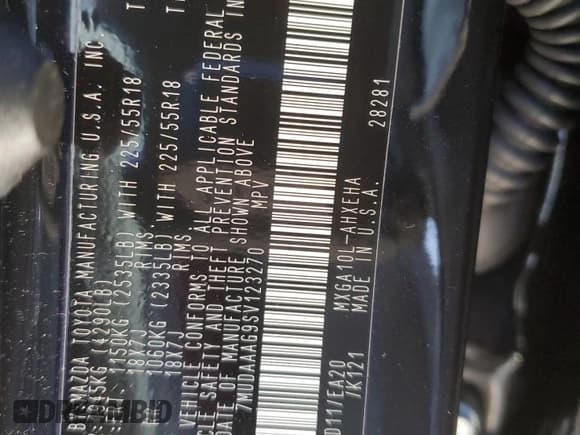 MAZDA TOYOTA MANUFACTURING U.S.A. INC.
(4290LB)
1150KG (2535LB) WITH 225/55R18
18X7J RIMS
1060KG (2335LB) WITH 225/55R18
18X7J RIMS
VEHICLE CONFORMS TO ALL APPLICABLE FEDERAL
SAFETY AND THEFT PREVENTION STANDARDS IN
DATE OF MANUFACTURE SHOWN ABOVE
7MUDAAAG9SV123270 MPV
/EA20 MXGA10L-AHXEHA
/KT21 MADE IN U.S.A.
28281
DREAMBID